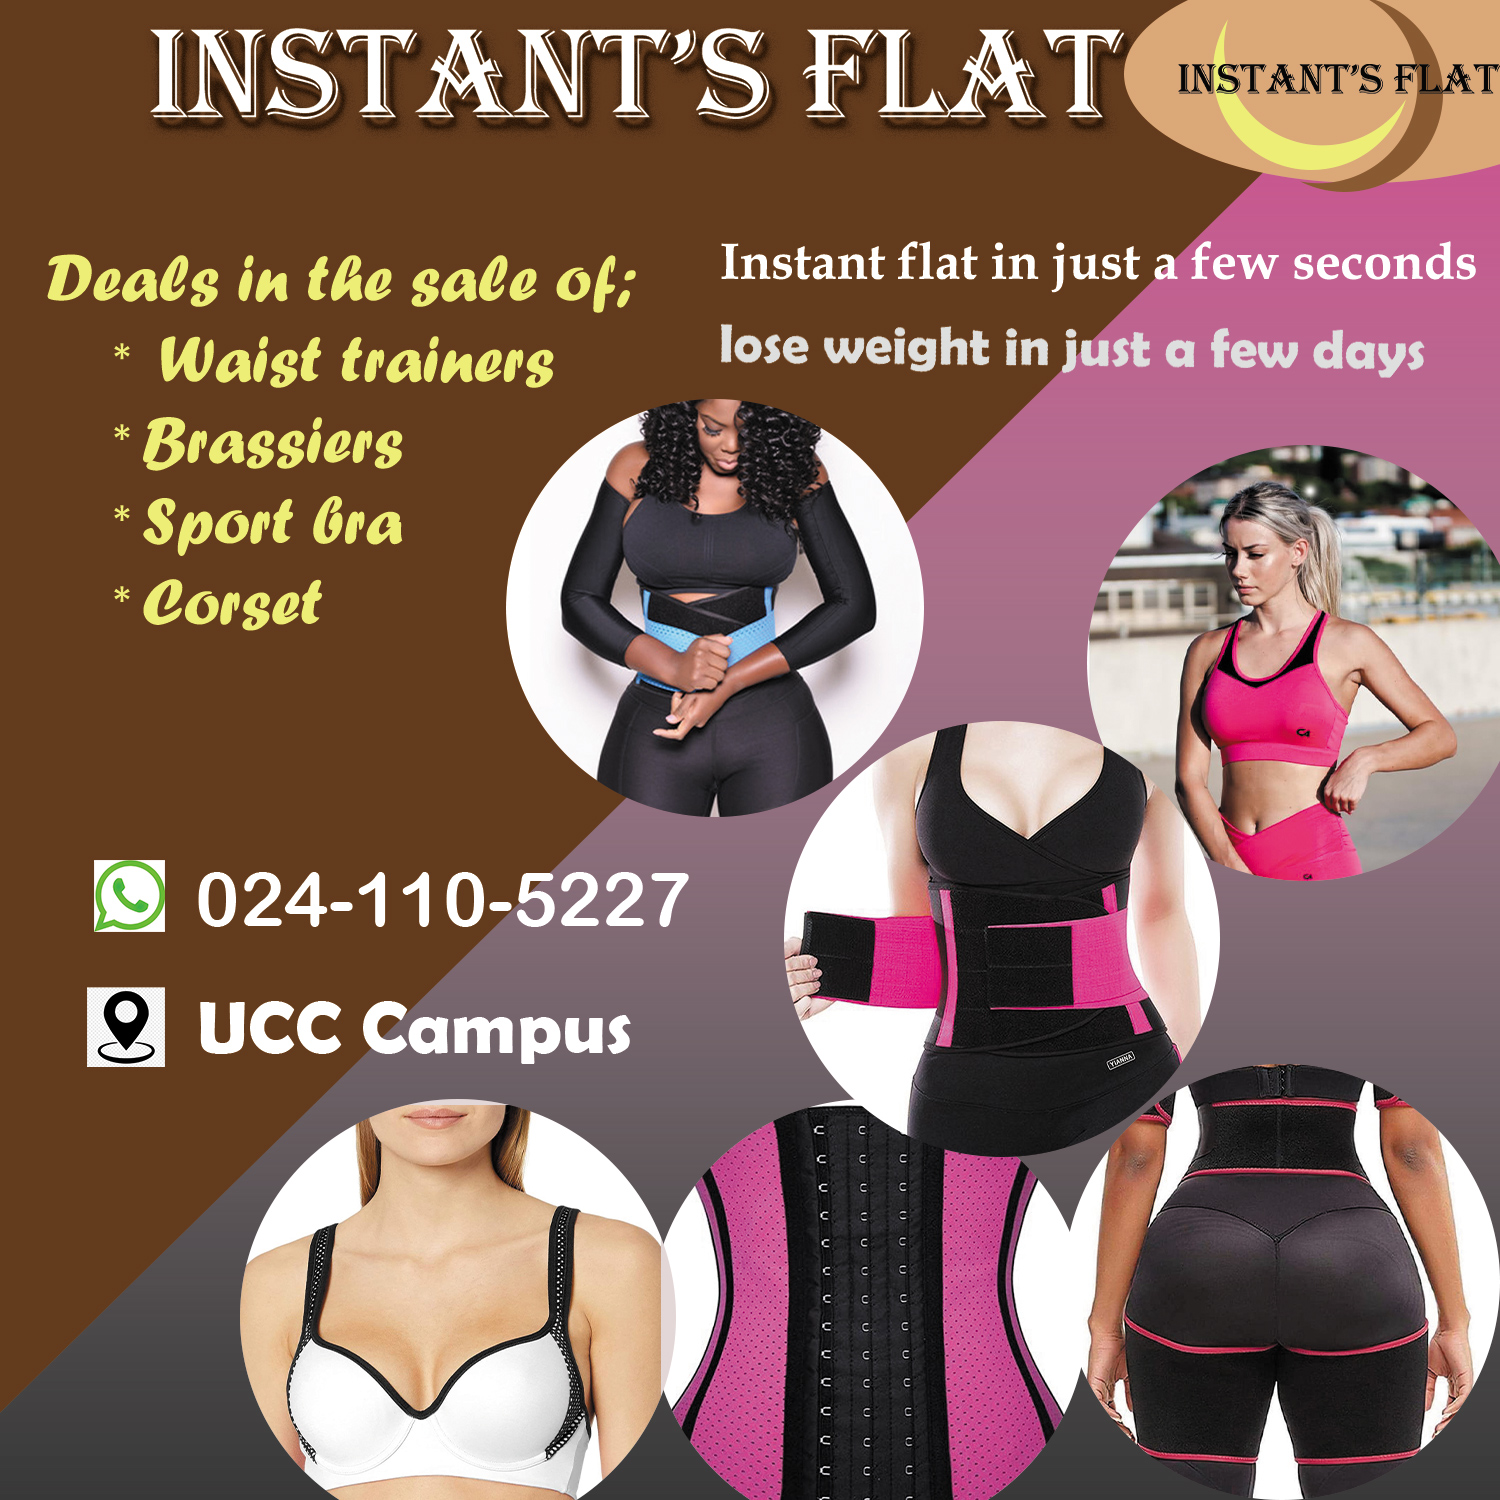 INSTANT'S FLAT
INSTANT'S FLAT
Deals in the sale of;
* Waist trainers
* Brassiers
* Sport bra
* Corset
Instant flat in just a few seconds
lose weight in just a few days
024-110-5227
UCC Campus
YIANNA